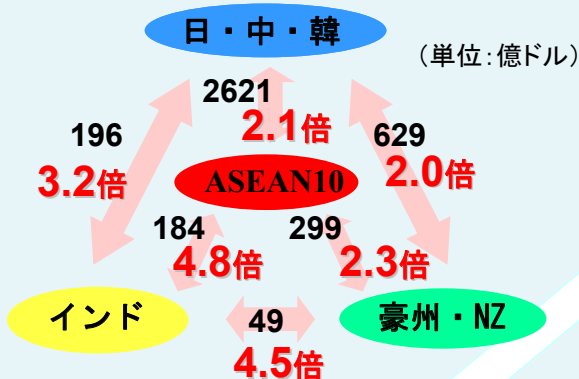 日・中・韓
(単位:億ドル)
2621
2.1倍
196
3.2倍
629
2.0倍
ASEAN10
184
4.8倍
299
2.3倍
インド
49
4.5倍
豪州・NZ